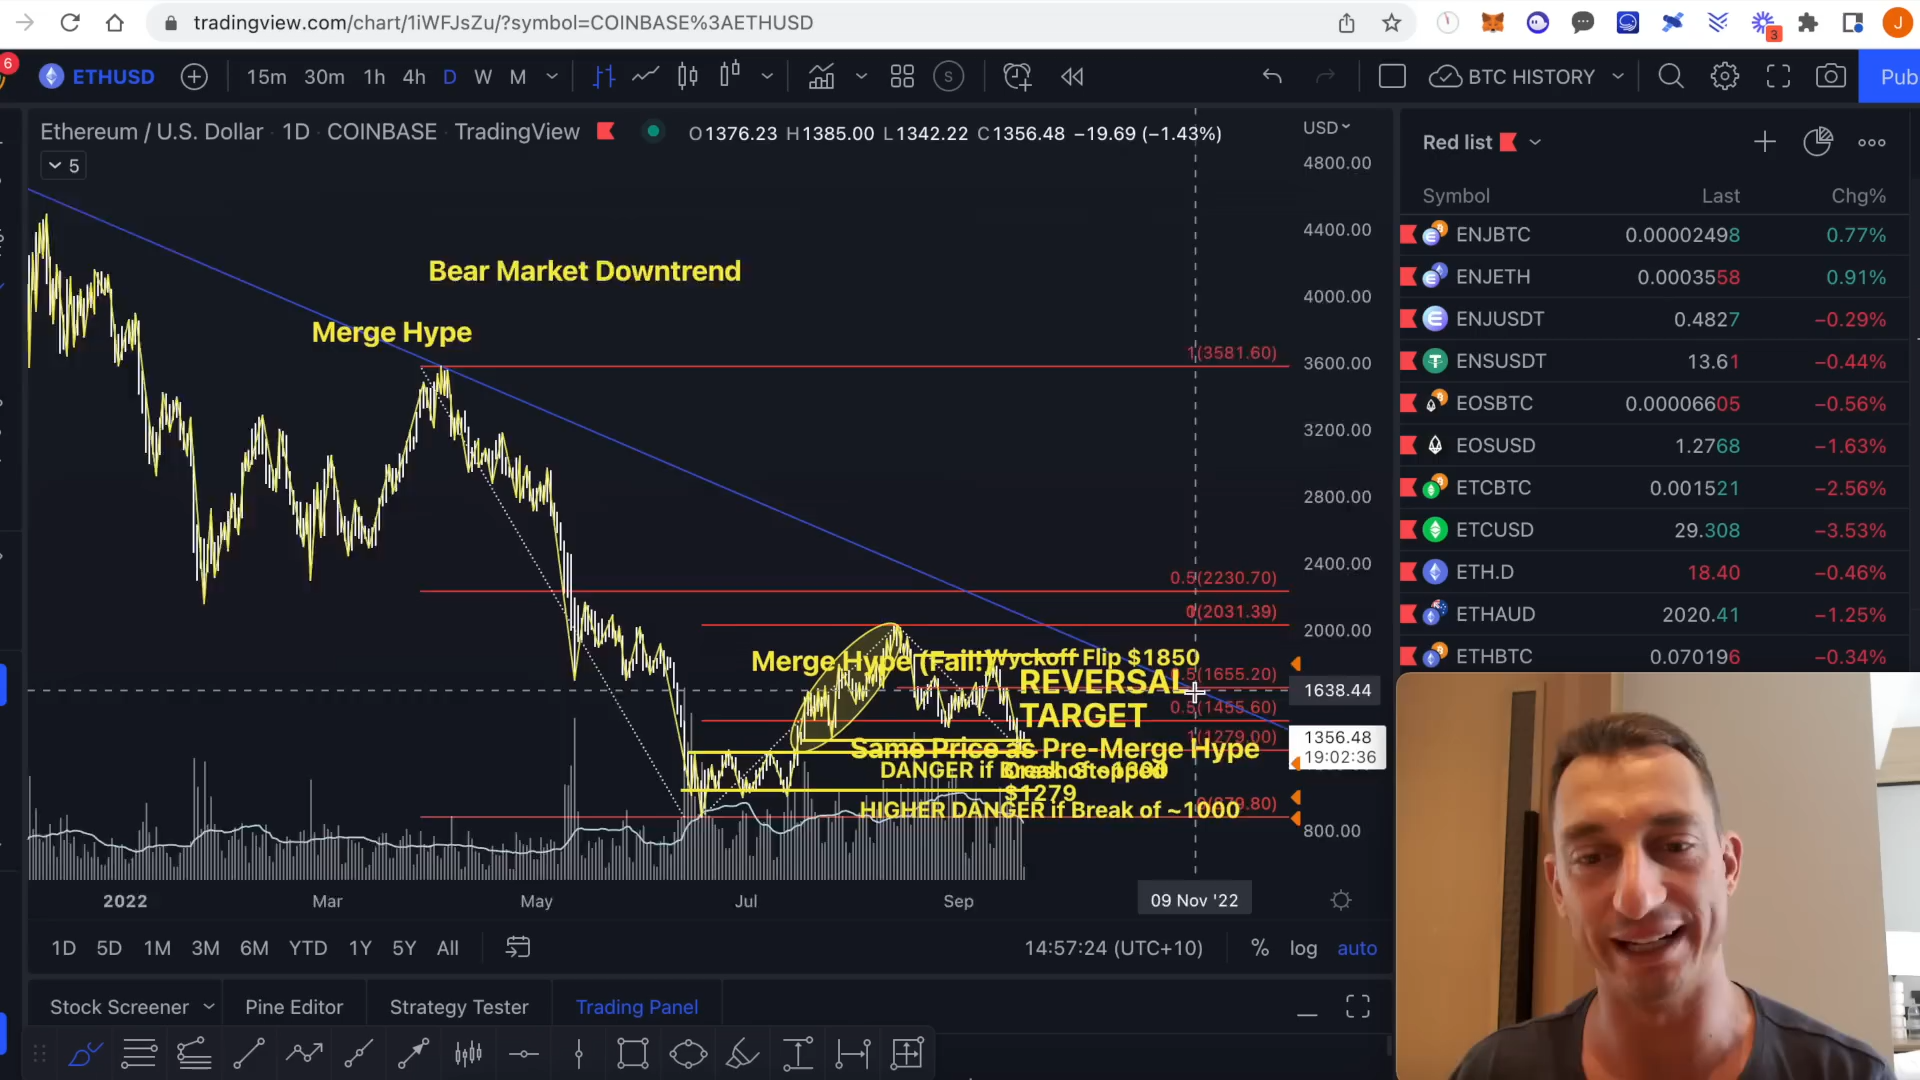 tradingview.com/chart/1iWFJsZu/?symbol=COINBASE%3AETHUSD
3
J
6
ETHUSD
15m 30m 1h 4h D W M
S
BTC HISTORY
Pub
Ethereum / U.S. Dollar · 1D · COINBASE · TradingView
O1376.23 H1385.00 L1342.22 C1356.48 −19.69 (−1.43%)
5
USD
4800.00
4400.00
4000.00
3600.00
3200.00
2800.00
2400.00
2000.00
1638.44
1356.48
19:02:36
800.00
Bear Market Downtrend
Merge Hype
1(3581.60)
0.5(2230.70)
0(2031.39)
Merge Hype (Fail!)
Wyckoff Flip $1850
.5(1655.20)
REVERSAL
TARGET
0.5(1455.60)
1(1279.00)
Same Price as Pre-Merge Hype
DANGER if Break of ~1300
Crash Stopped
$1279
HIGHER DANGER if Break of ~1000
2022 Mar May Jul Sep 09 Nov '22
1D 5D 1M 3M 6M YTD 1Y 5Y All
14:57:24 (UTC+10)
% log auto
Stock Screener
Pine Editor
Strategy Tester
Trading Panel
Red list
Symbol Last Chg%
ENJBTC 0.00002498 0.77%
ENJETH 0.0003558 0.91%
ENJUSDT 0.4827 −0.29%
ENSUSDT 13.61 −0.44%
EOSBTC 0.00006605 −0.56%
EOSUSD 1.2768 −1.63%
ETCBTC 0.001521 −2.56%
ETCUSD 29.308 −3.53%
ETH.D 18.40 −0.46%
ETHAUD 2020.41 −1.25%
ETHBTC 0.070196 −0.34%